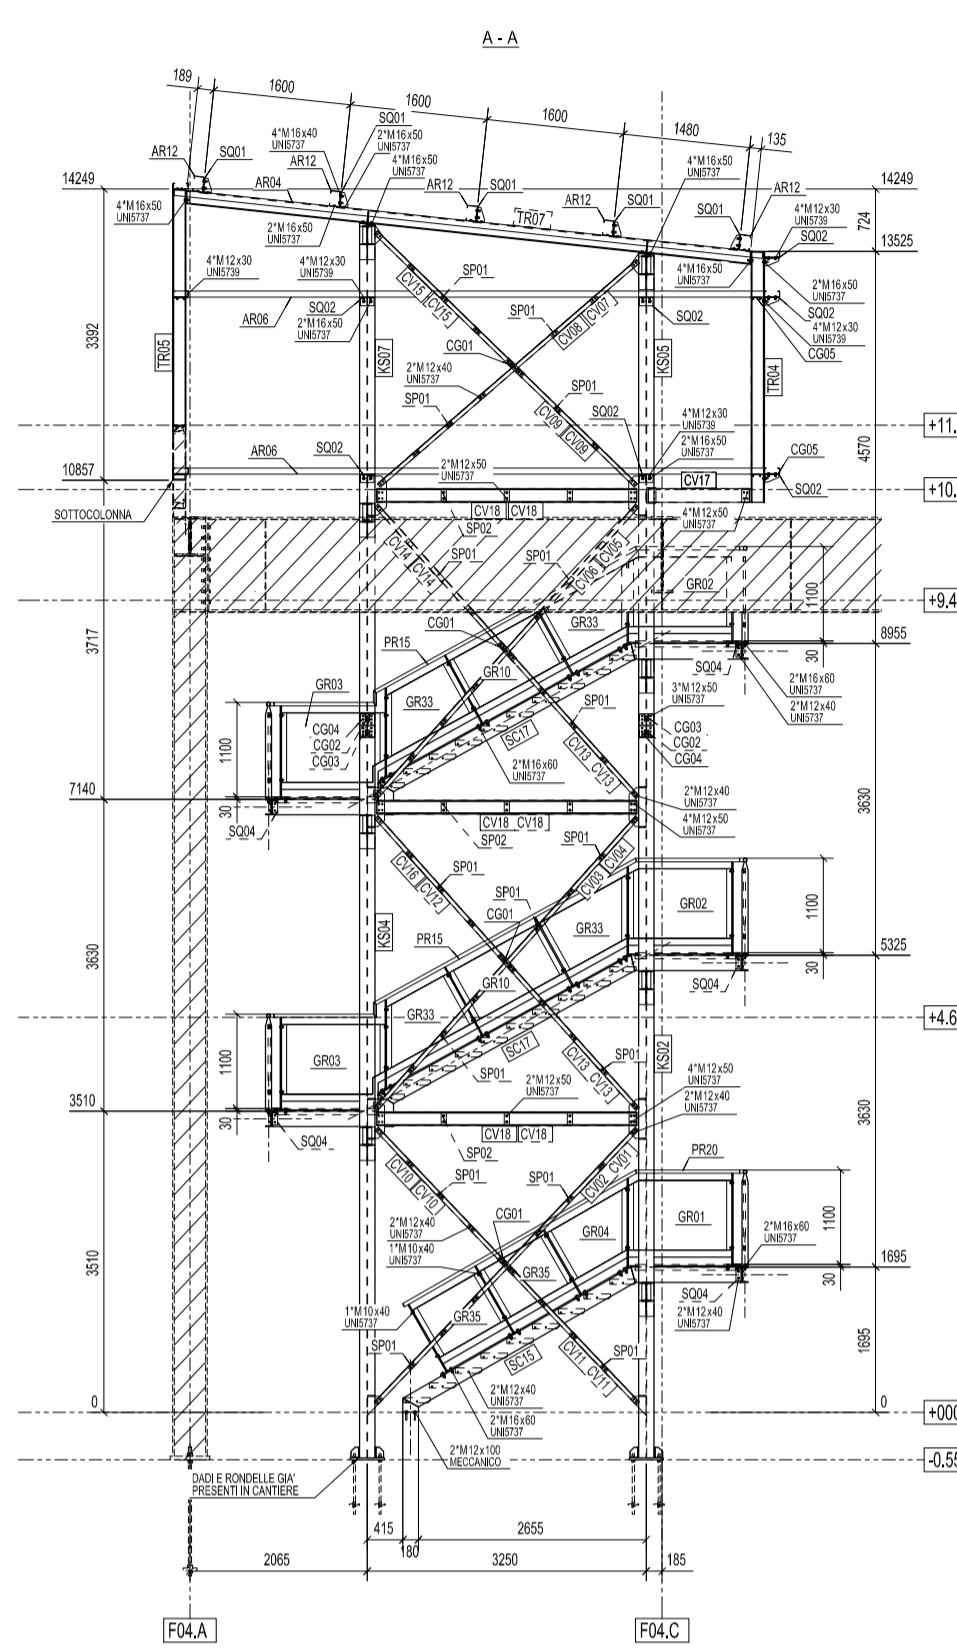 A - A
189
1600
1600
1600
1480
135
SQ01
4*M16x40
UNI5737
2*M16x50
UNI5737
AR12
SQ01
AR12
4*M16x50
UNI5737
4*M16x50
UNI5737
AR12
14249
AR04
AR12
SQ01
AR12
SQ01
SQ01
4*M12x30
UNI5739
14249
4*M16x50
UNI5737
2*M16x50
UNI5737
TR07
SQ02
724
13525
4*M12x30
UNI5739
4*M12x30
UNI5739
CV15
CV15
SP01
4*M16x50
UNI5737
2*M16x50
UNI5737
AR06
SQ02
2*M16x50
UNI5737
SP01
CV08
CV07
SQ02
SQ02
4*M12x30
UNI5739
CG05
3392
TR05
KS07
CG01
KS05
TR04
2*M12x40
UNI5737
SP01
SP01
SQ02
4*M12x30
UNI5739
2*M16x50
UNI5737
CV09
CV09
+11.
4570
10857
AR06
SQ02
2*M12x50
UNI5737
CV17
CG05
SQ02
+10.
SOTTOCOLONNA
CV18
CV18
SP02
4*M12x50
UNI5737
CV14
CV14
SP01
SP01
CV06
CV05
GR02
1100
+9.4
CG01
GR33
8955
3717
PR15
GR10
30
SQ04
2*M16x60
UNI5737
2*M12x40
UNI5737
GR03
GR33
3*M12x50
UNI5737
SP01
SC17
CG04
CG02
CG03
CG03
CG02
CG04
1100
2*M16x60
UNI5737
CV13
CV13
7140
30
2*M12x40
UNI5737
4*M12x50
UNI5737
3630
SQ04
CV18
CV18
SP02
CV16
CV12
SP01
SP01
CV03
CV04
SP01
CG01
GR02
1100
KS04
PR15
GR33
5325
3630
GR10
30
SQ04
GR33
+4.6
GR03
SC17
1100
SP01
CV13
CV13
SP01
KS02
2*M12x50
UNI5737
4*M12x50
UNI5737
2*M12x40
UNI5737
3510
30
3630
SQ04
CV18
CV18
SP02
PR20
CV10
CV10
SP01
SP01
CV02
CV01
CG01
GR01
1100
2*M12x40
UNI5737
1*M10x40
UNI5737
GR04
2*M16x60
UNI5737
3510
GR35
1695
1*M10x40
UNI5737
GR35
30
SQ04
2*M12x40
UNI5737
SP01
SC15
CV11
CV11
SP01
1695
2*M12x40
UNI5737
0
0
2*M16x60
UNI5737
+000
2*M12x100
MECCANICO
-0.55
DADI E RONDELLE GIA'
PRESENTI IN CANTIERE
415
2655
180
2065
3250
185
F04.A
F04.C